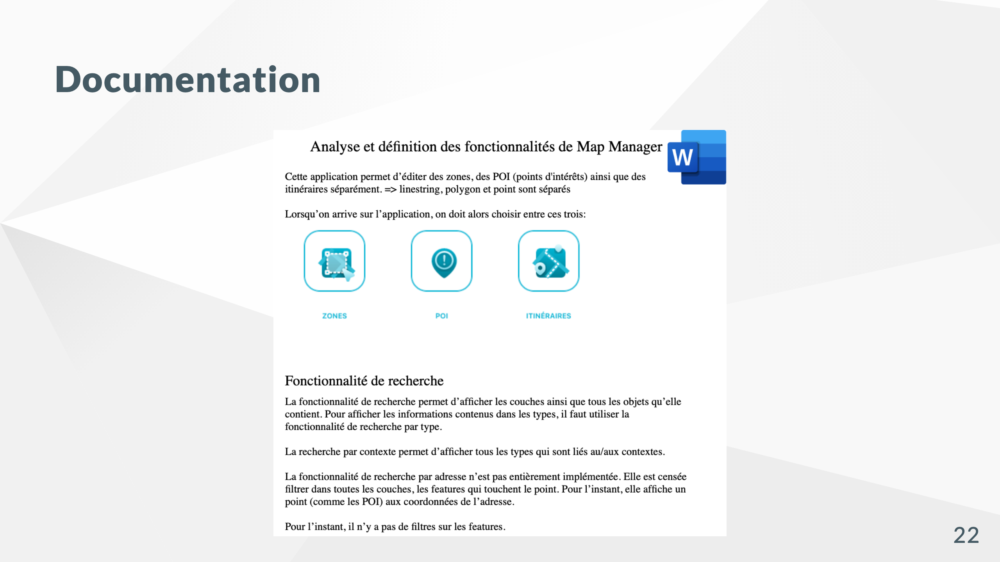 Documentation
Analyse et définition des fonctionnalités de Map Manager
W
Cette application permet d’éditer des zones, des POI (points d'intérêts) ainsi que des
itinéraires séparément. => linestring, polygon et point sont séparés
Lorsqu’on arrive sur l’application, on doit alors choisir entre ces trois:
ZONES POI ITINÉRAIRES
Fonctionnalité de recherche
La fonctionnalité de recherche permet d’afficher les couches ainsi que tous les objets qu’elle
contient. Pour afficher les informations contenus dans les types, il faut utiliser la
fonctionnalité de recherche par type.
La recherche par contexte permet d’afficher tous les types qui sont liés au/aux contextes.
La fonctionnalité de recherche par adresse n’est pas entièrement implémentée. Elle est censée
filtrer dans toutes les couches, les features qui touchent le point. Pour l’instant, elle affiche un
point (comme les POI) aux coordonnées de l’adresse.
Pour l’instant, il n’y a pas de filtres sur les features.
22